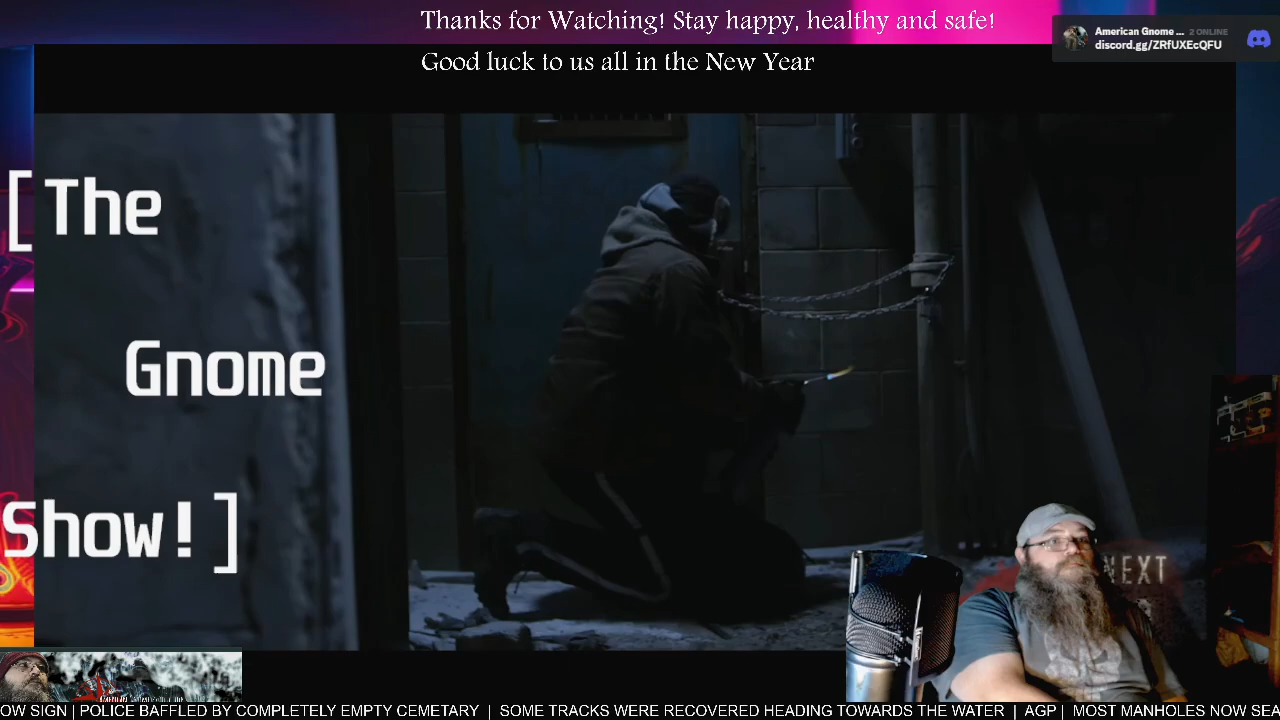 Thanks for Watching! Stay happy, healthy and safe!
American Gnome ... 2 ONLINE
discord.gg/ZRfUXEcQFU
Good luck to us all in the New Year
[The
Gnome
Show!]
NEXT
OW SIGN | POLICE BAFFLED BY COMPLETELY EMPTY CEMETARY | SOME TRACKS WERE RECOVERED HEADING TOWARDS THE WATER | AGP | MOST MANHOLES NOW SEA